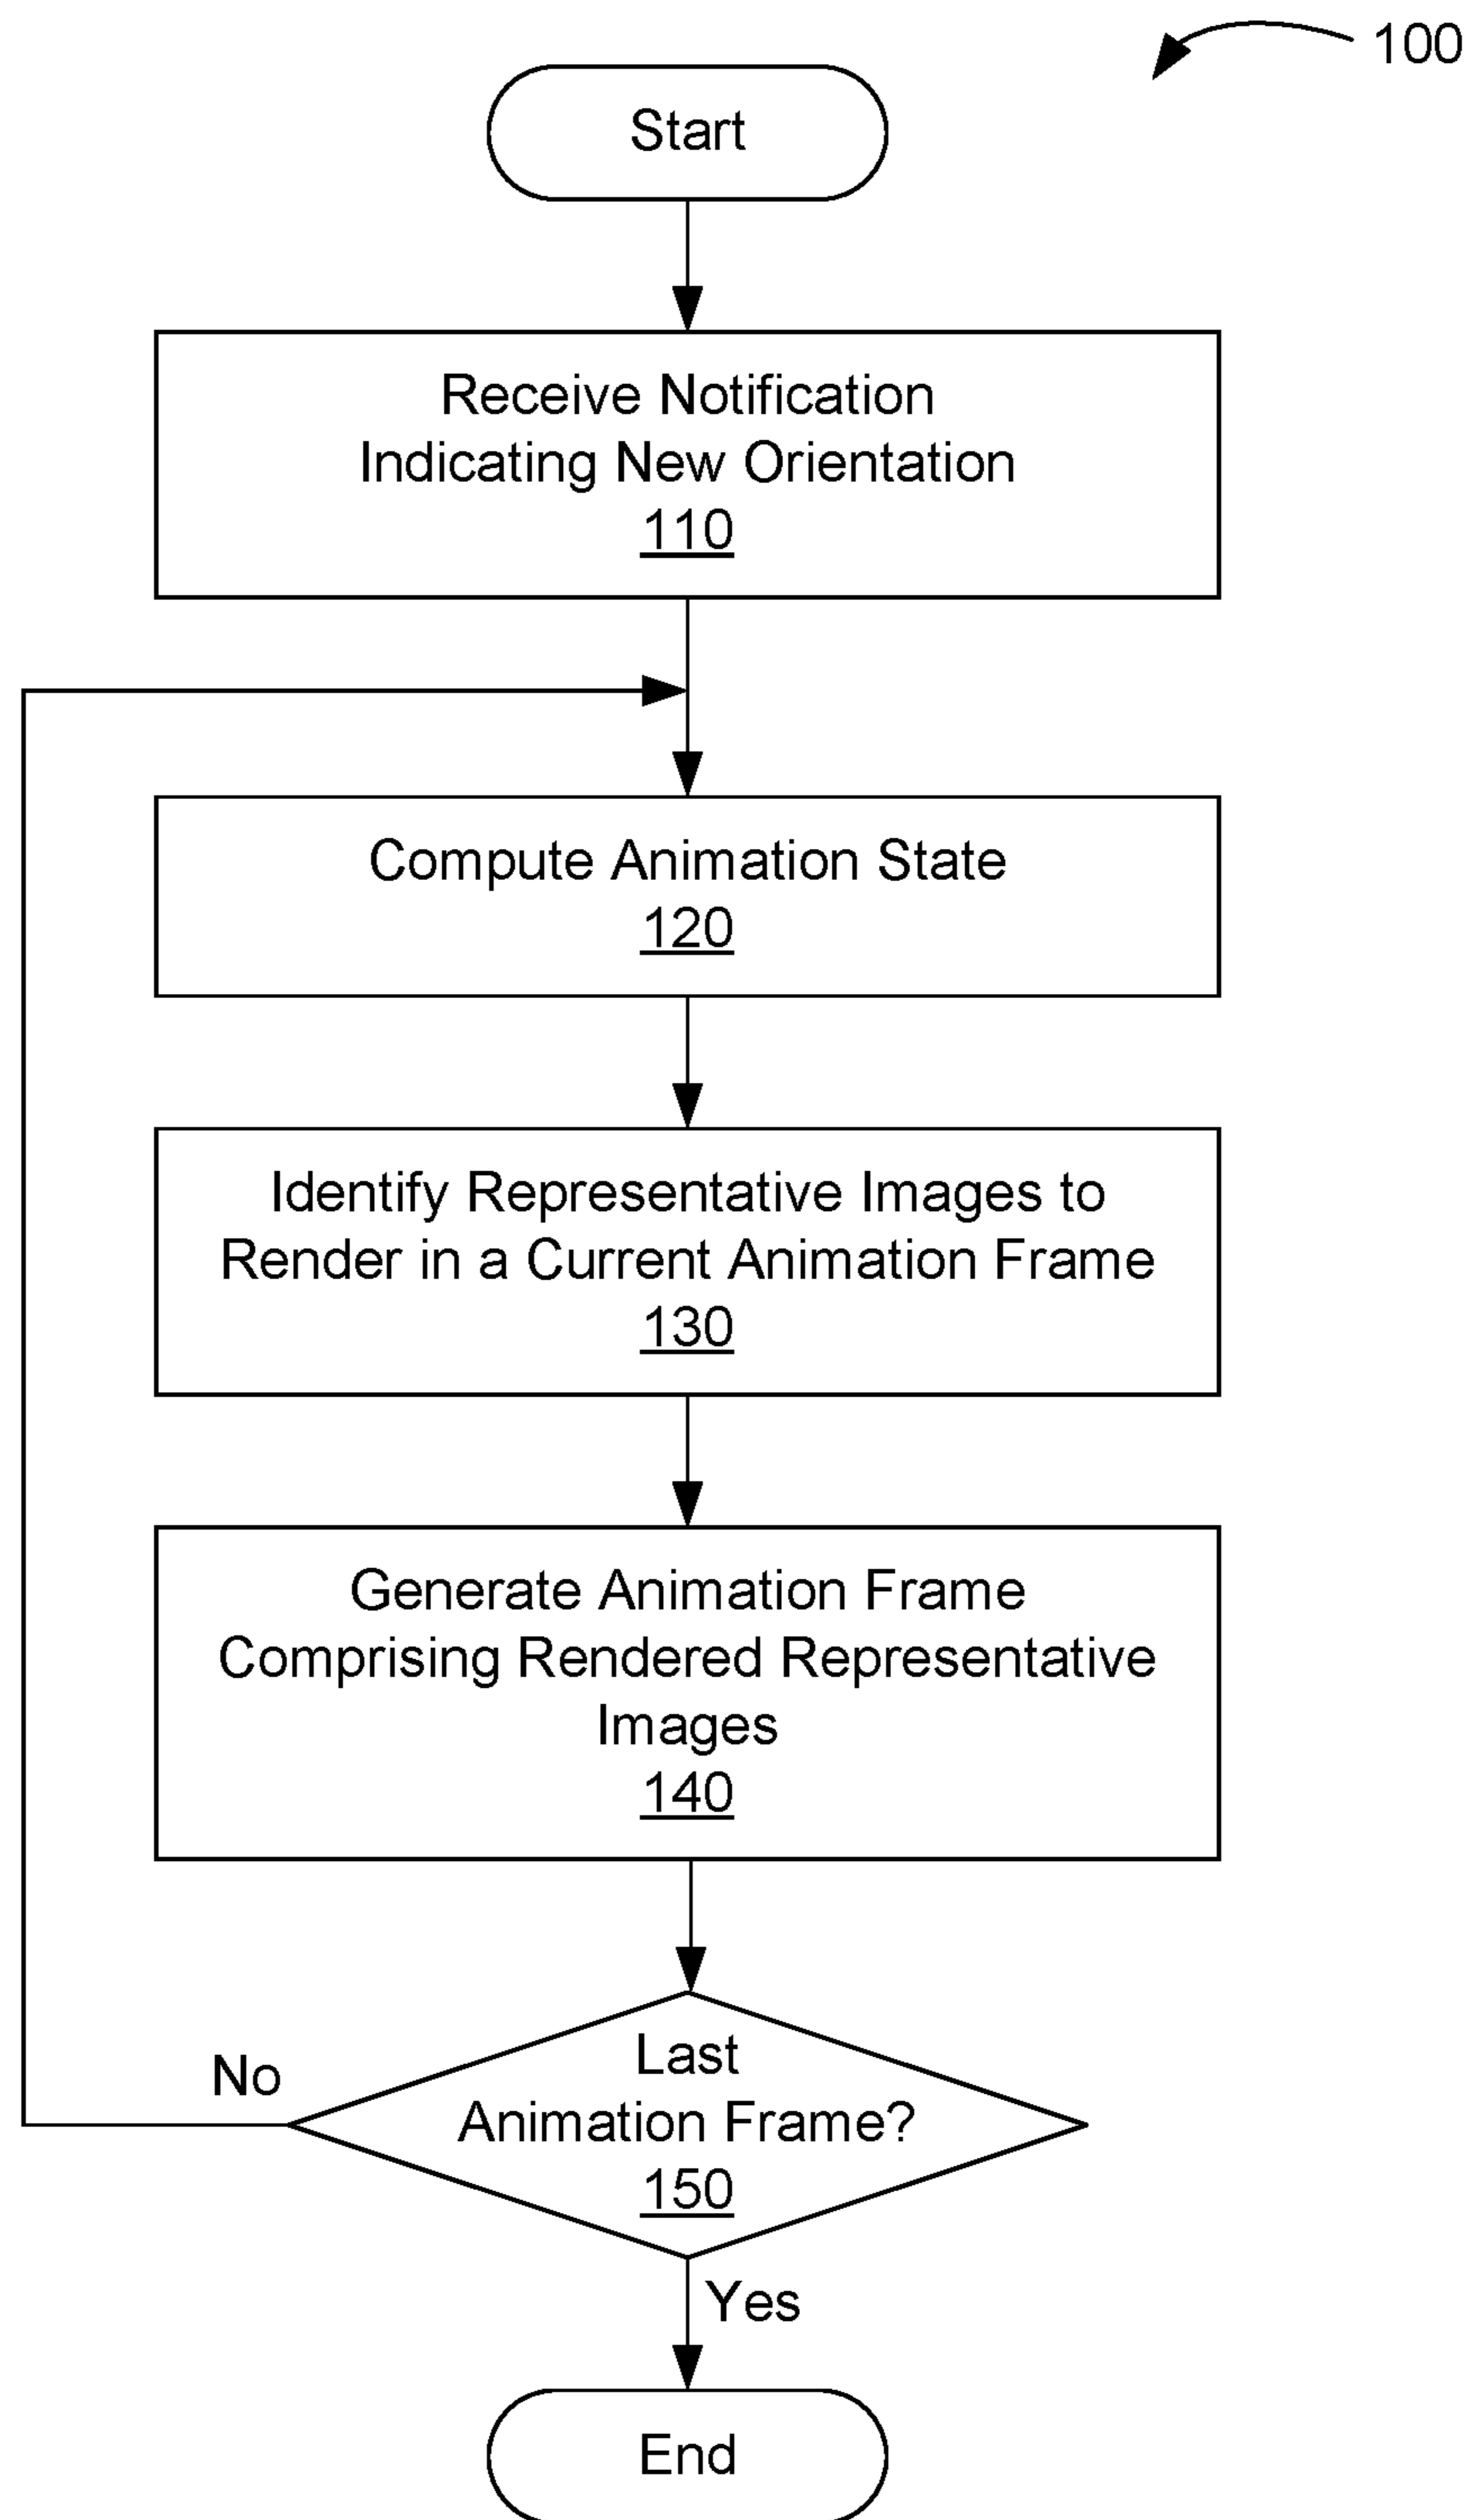 100
Start
Receive Notification
Indicating New Orientation
110
Compute Animation State
120
Identify Representative Images to
Render in a Current Animation Frame
130
Generate Animation Frame
Comprising Rendered Representative
Images
140
Last
Animation Frame?
150
No
Yes
End